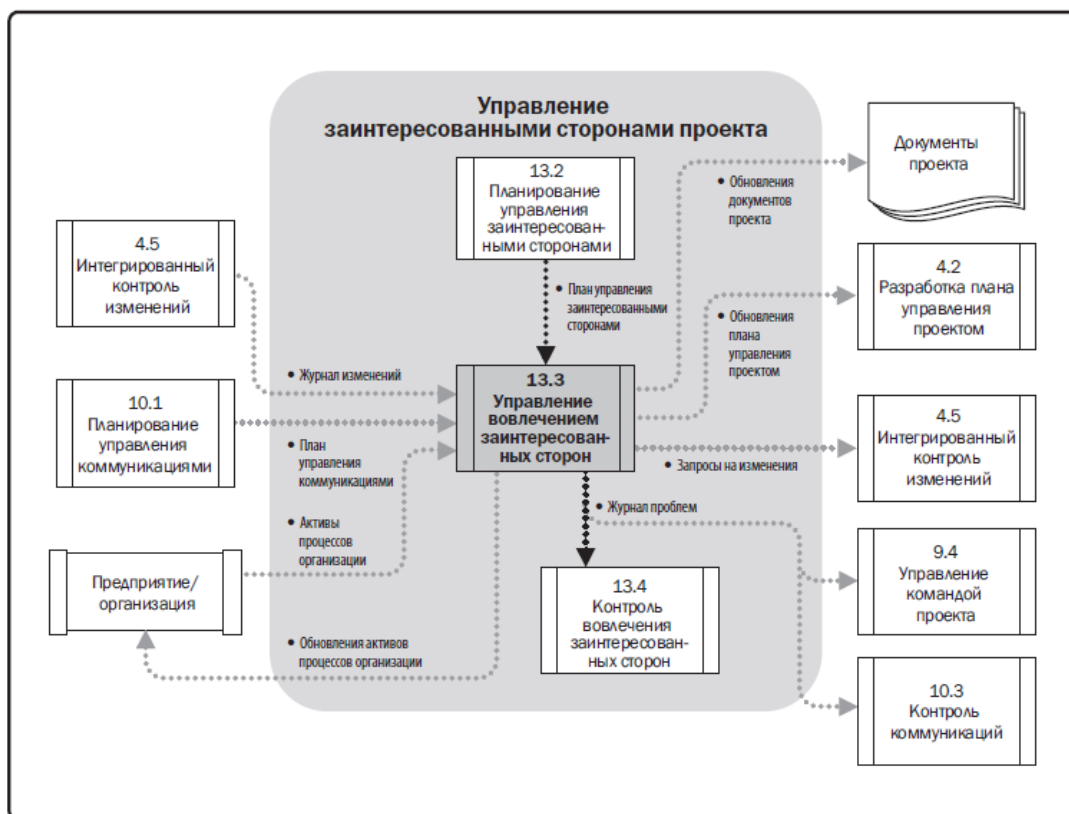 Управление
заинтересованными сторонами проекта
13.2
Планирование
управления
заинтересован-
ными сторонами
• План управления
заинтересованными
сторонами
4.5
Интегрированный
контроль
изменений
• Журнал изменений
10.1
Планирование
управления
коммуникациями
• План
управления
коммуникациями
• Активы
процессов
организации
Предприятие/
организация
• Обновления активов
процессов организации
13.3
Управление
вовлечением
заинтересован-
ных сторон
• Журнал проблем
13.4
Контроль
вовлечения
заинтересован-
ных сторон
• Обновления
документов
проекта
Документы
проекта
• Обновления
плана
управления
проектом
4.2
Разработка плана
управления
проектом
• Запросы на изменения
4.5
Интегрированный
контроль
изменений
9.4
Управление
командой
проекта
10.3
Контроль
коммуникаций